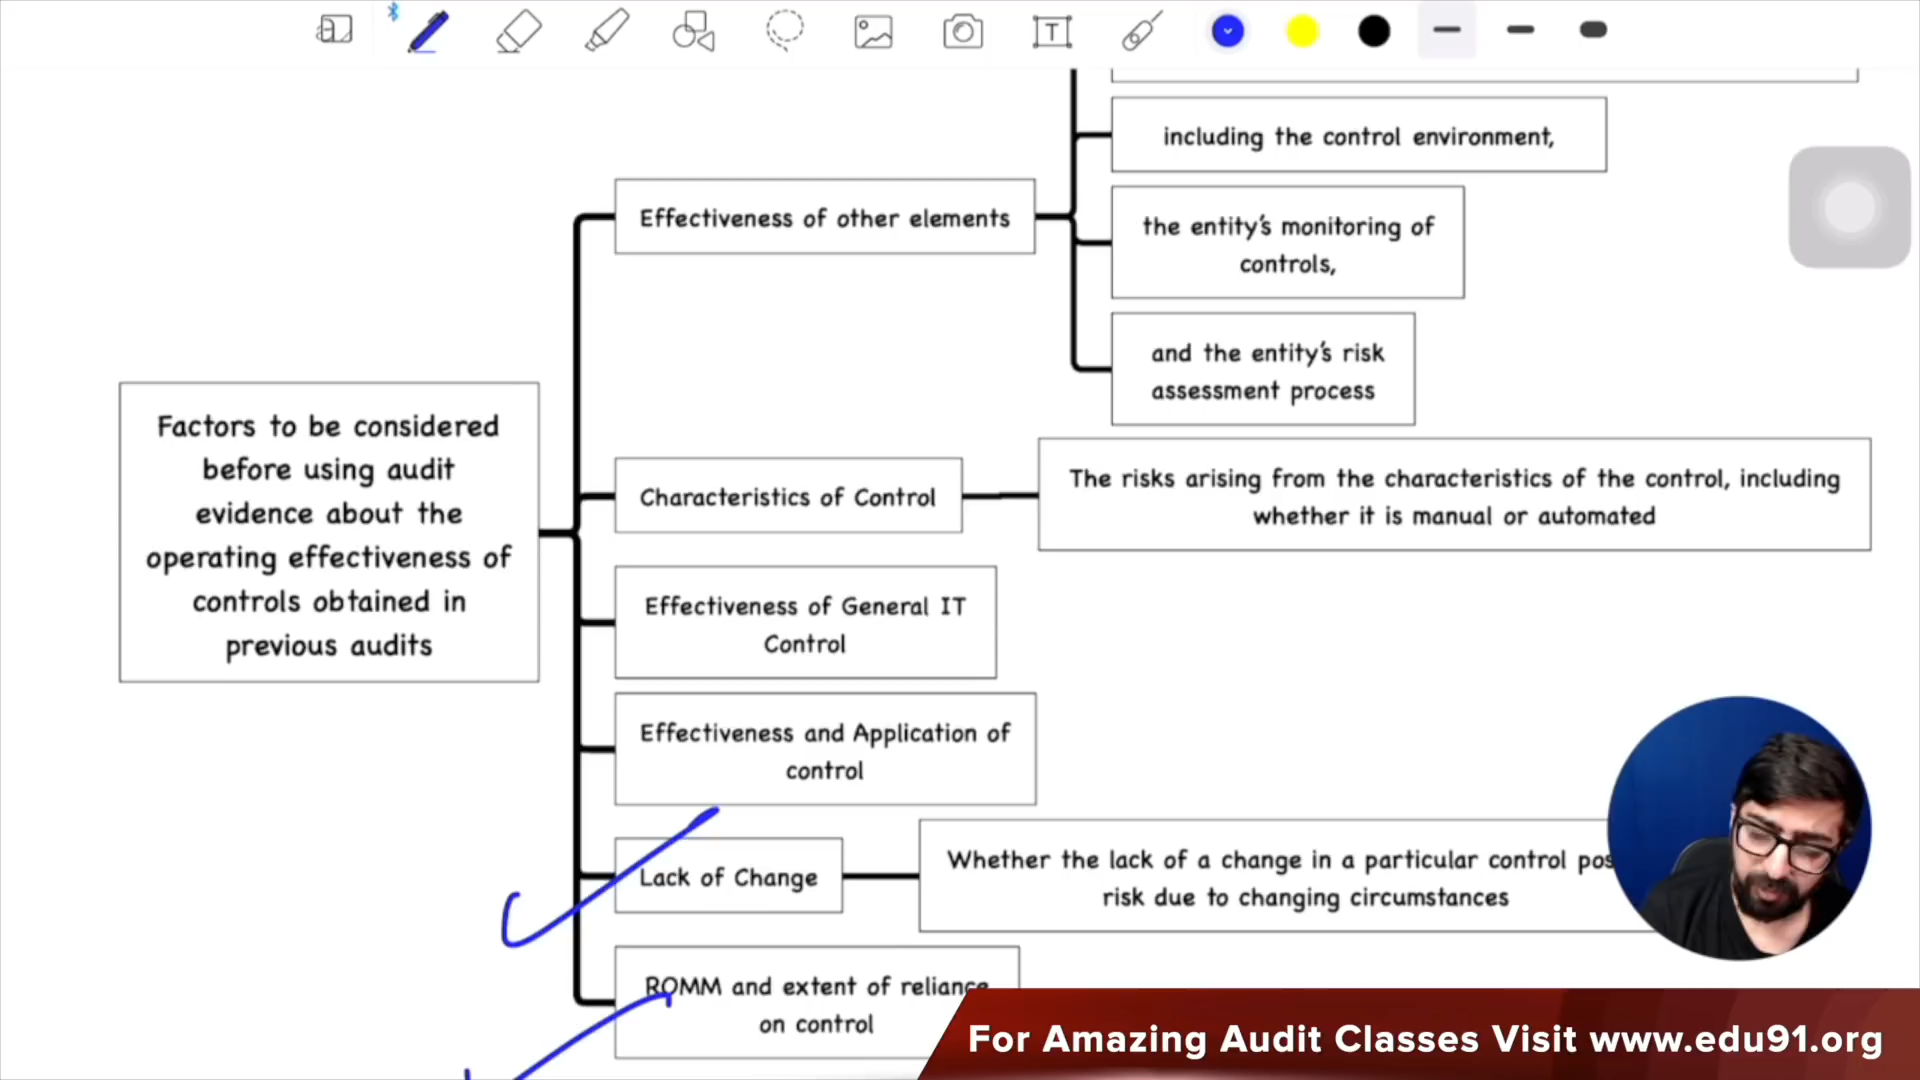 T
including the control environment,
Effectiveness of other elements
the entity's monitoring of
controls,
and the entity's risk
assessment process
Factors to be considered
before using audit
evidence about the
operating effectiveness of
controls obtained in
previous audits
Characteristics of Control
The risks arising from the characteristics of the control, including
whether it is manual or automated
Effectiveness of General IT
Control
Effectiveness and Application of
control
Lack of Change
Whether the lack of a change in a particular control
risk due to changing circumstances
ROMM and extent of reliance
on control
For Amazing Audit Classes Visit www.edu91.org